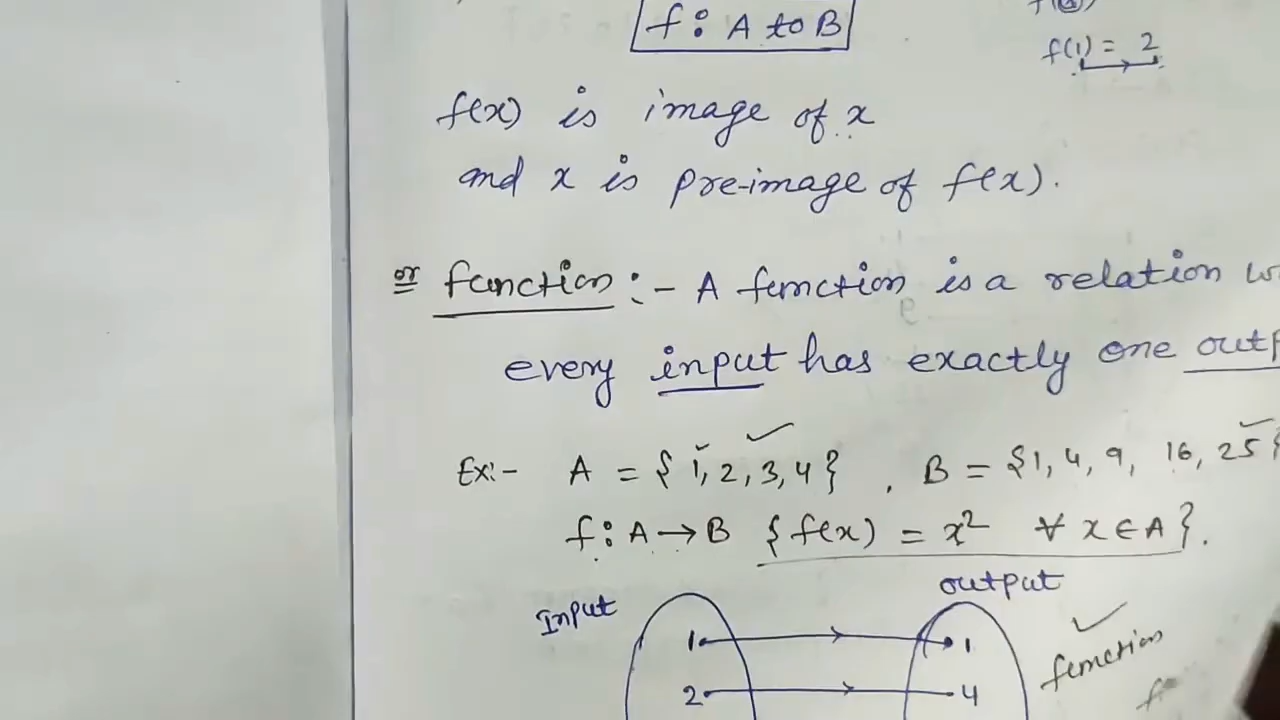 f : A to B
f(1) = 2
f(x) is image of x
and x is pre-image of f(x).
or function :- A function is a relation
every input has exactly one
Ex:- A = {1, 2, 3, 4} , B = {1, 4, 9, 16, 25}
f : A → B {f(x) = x² ∀ x ∈ A}.
Input output
1 1
2 4
function